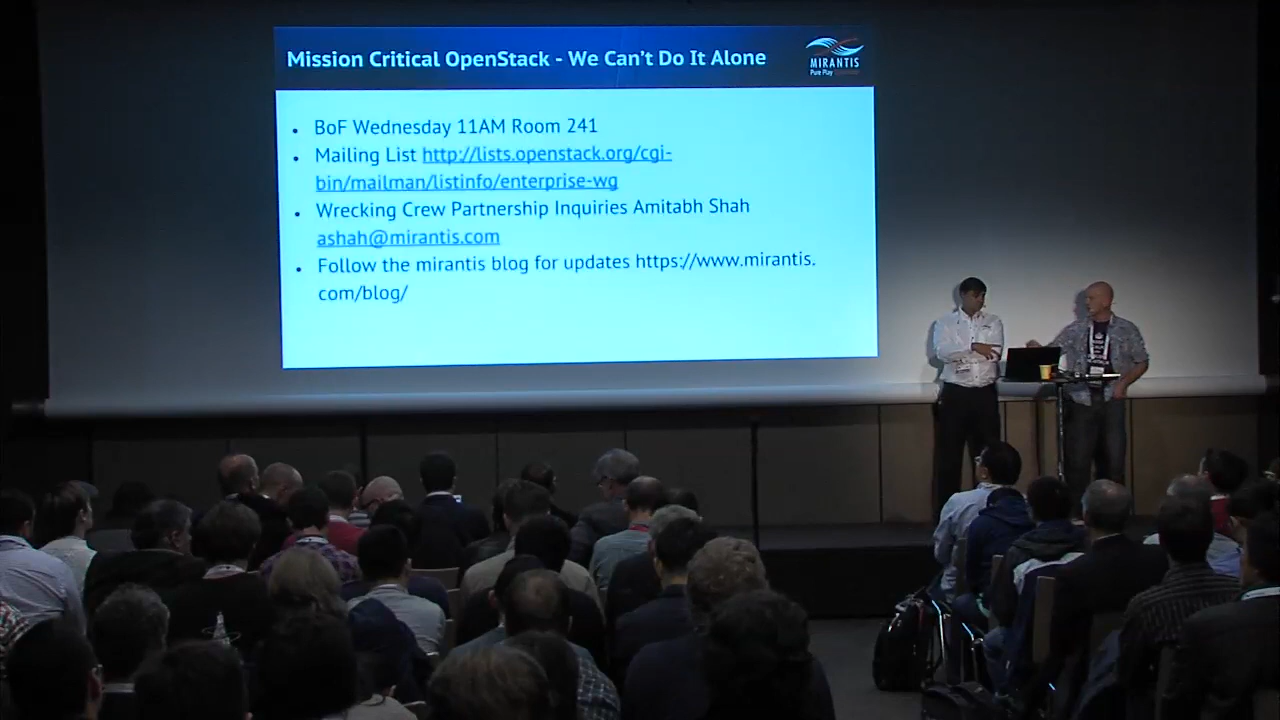 Mission Critical OpenStack - We Can't Do It Alone
MIRANTIS
Pure Play
• BoF Wednesday 11AM Room 241
• Mailing List http://lists.openstack.org/cgi-
bin/mailman/listinfo/enterprise-wg
• Wrecking Crew Partnership Inquiries Amitabh Shah
ashah@mirantis.com
• Follow the mirantis blog for updates https://www.mirantis.
com/blog/